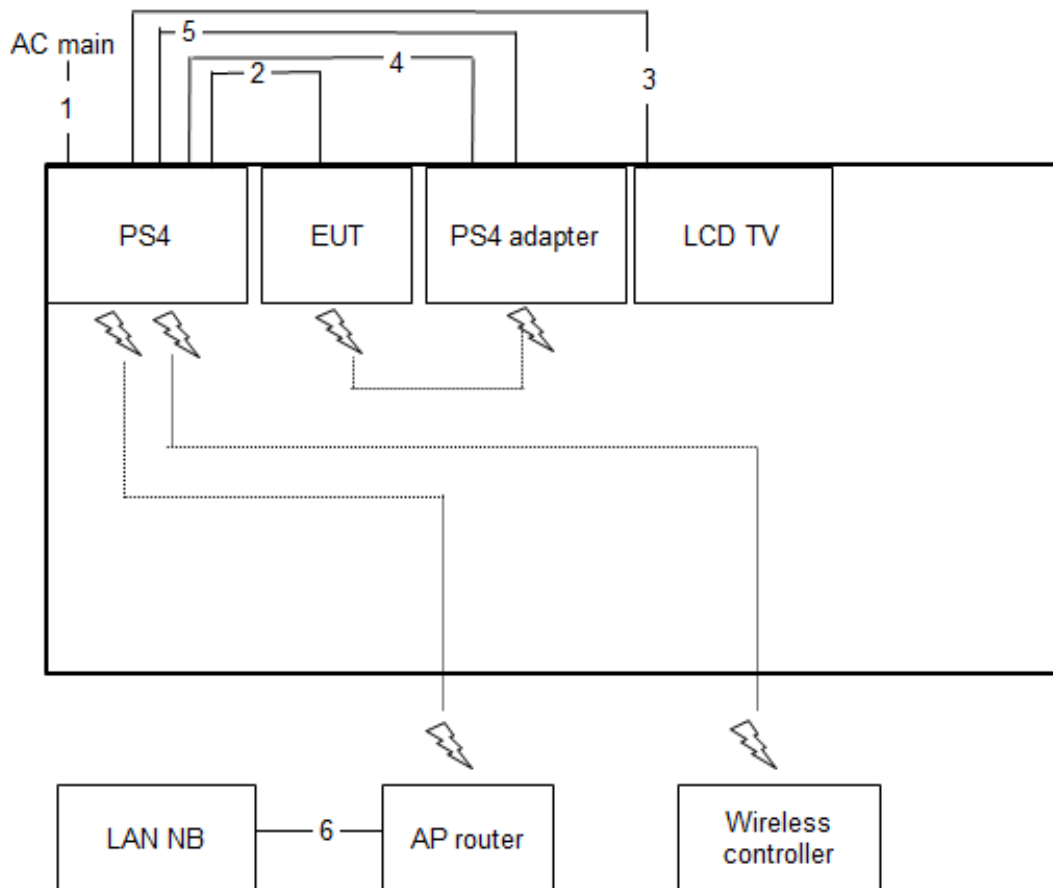 5
AC main
4
2
3
1
PS4
EUT
PS4 adapter
LCD TV
LAN NB
6
AP router
Wireless
controller